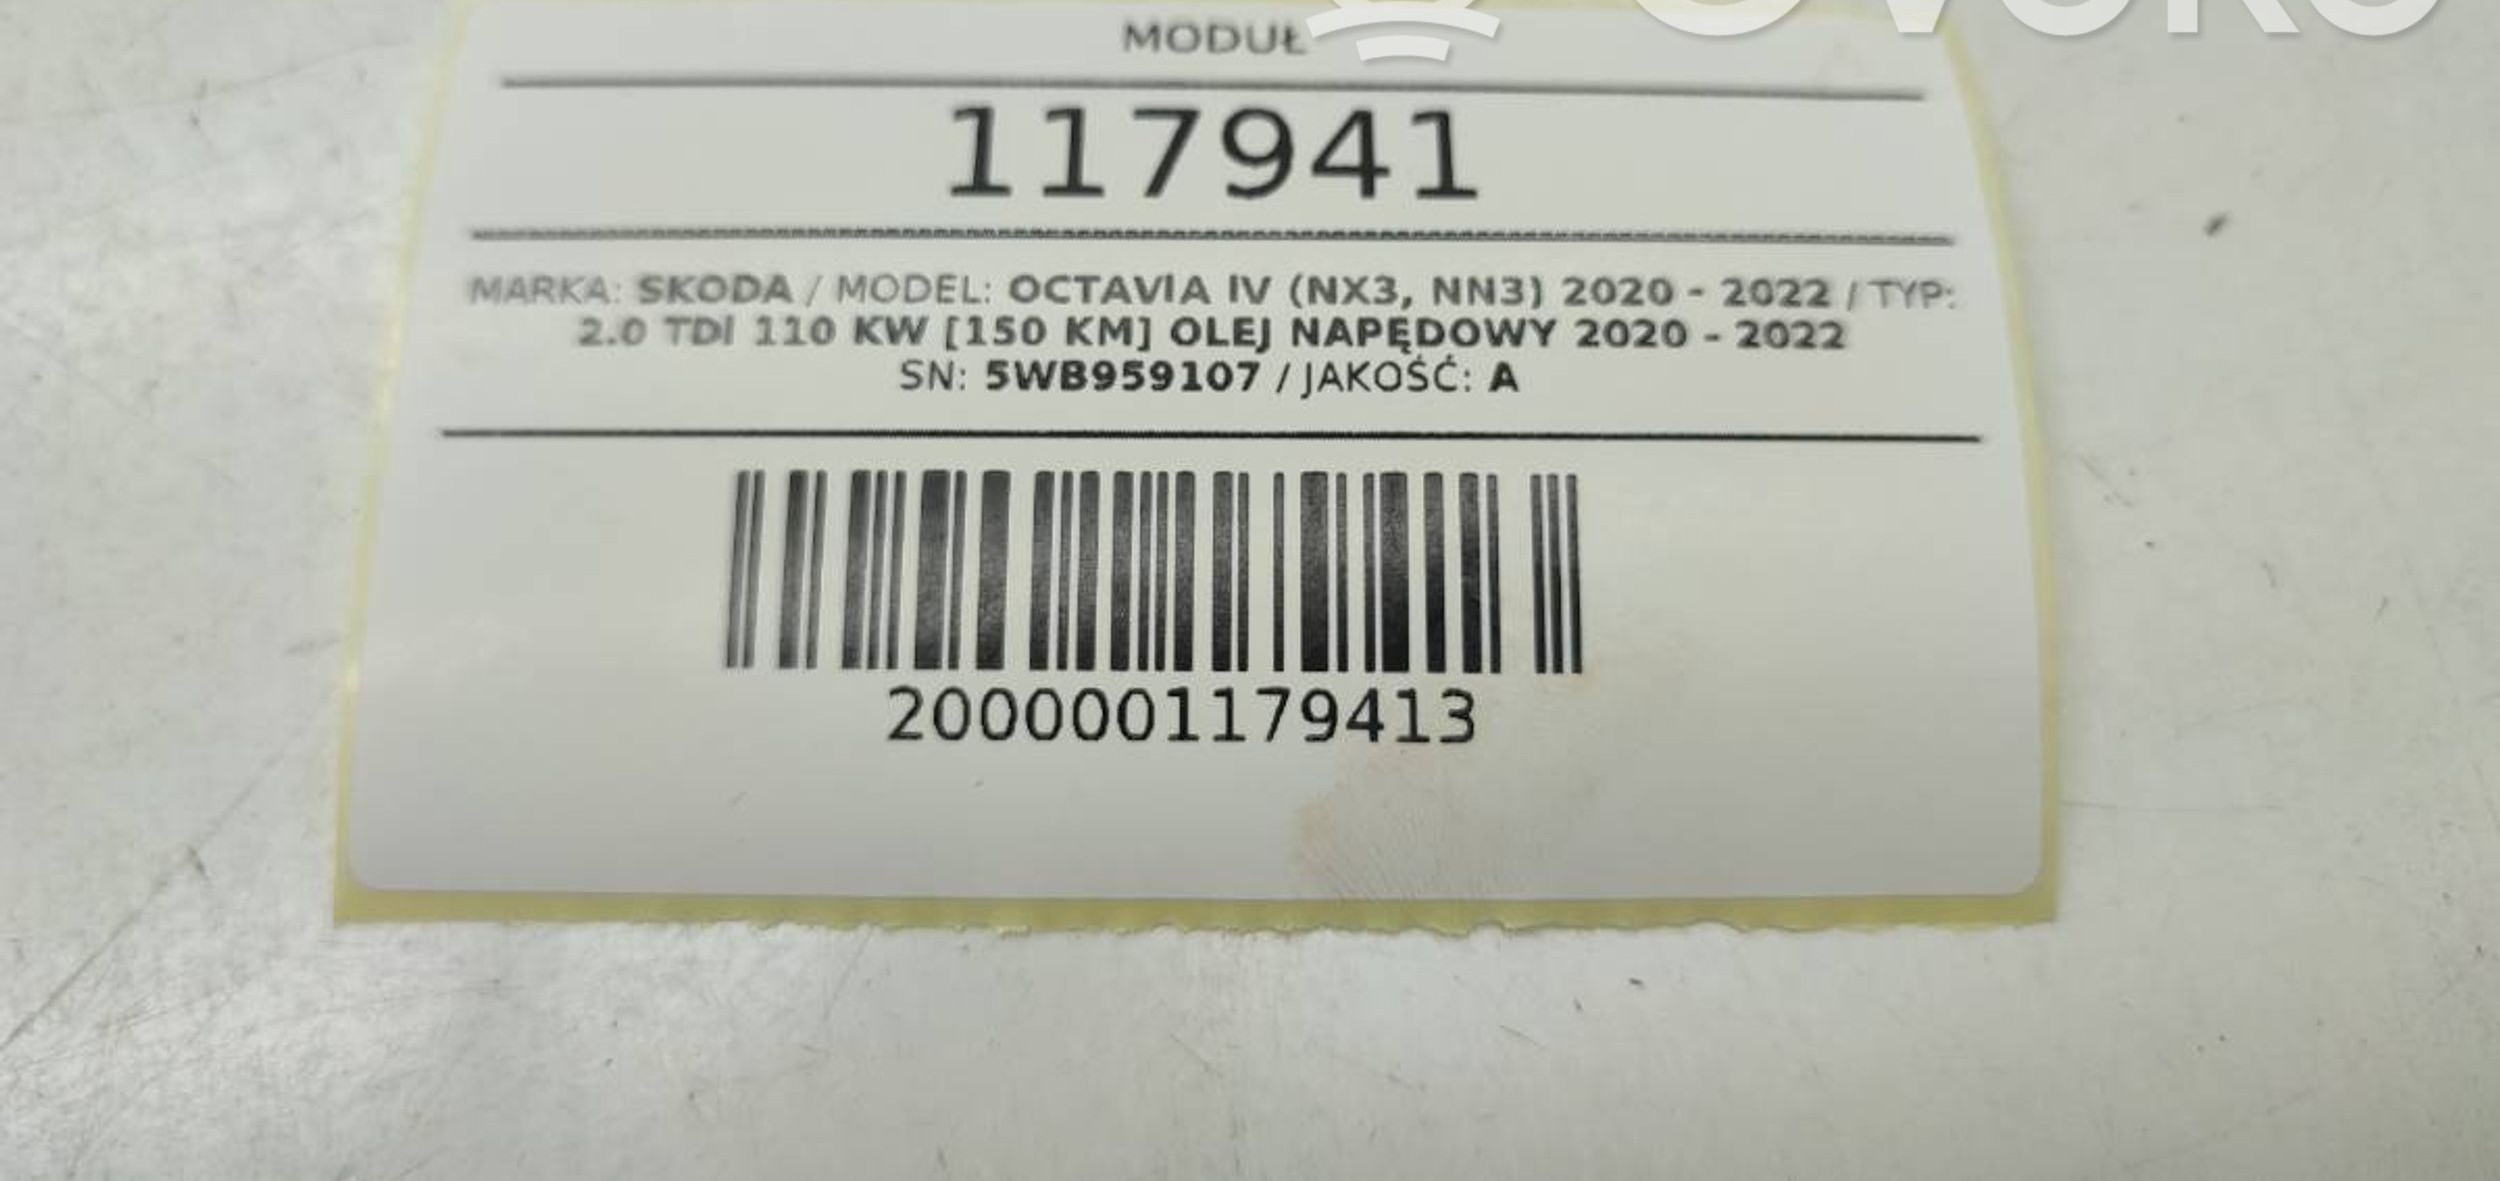 MODUŁ
117941
MARKA: SKODA / MODEL: OCTAVIA IV (NX3, NN3) 2020 - 2022 / TYP:
2.0 TDI 110 KW [150 KM] OLEJ NAPĘDOWY 2020 - 2022
SN: 5WB959107 / JAKOŚĆ: A
2000001179413